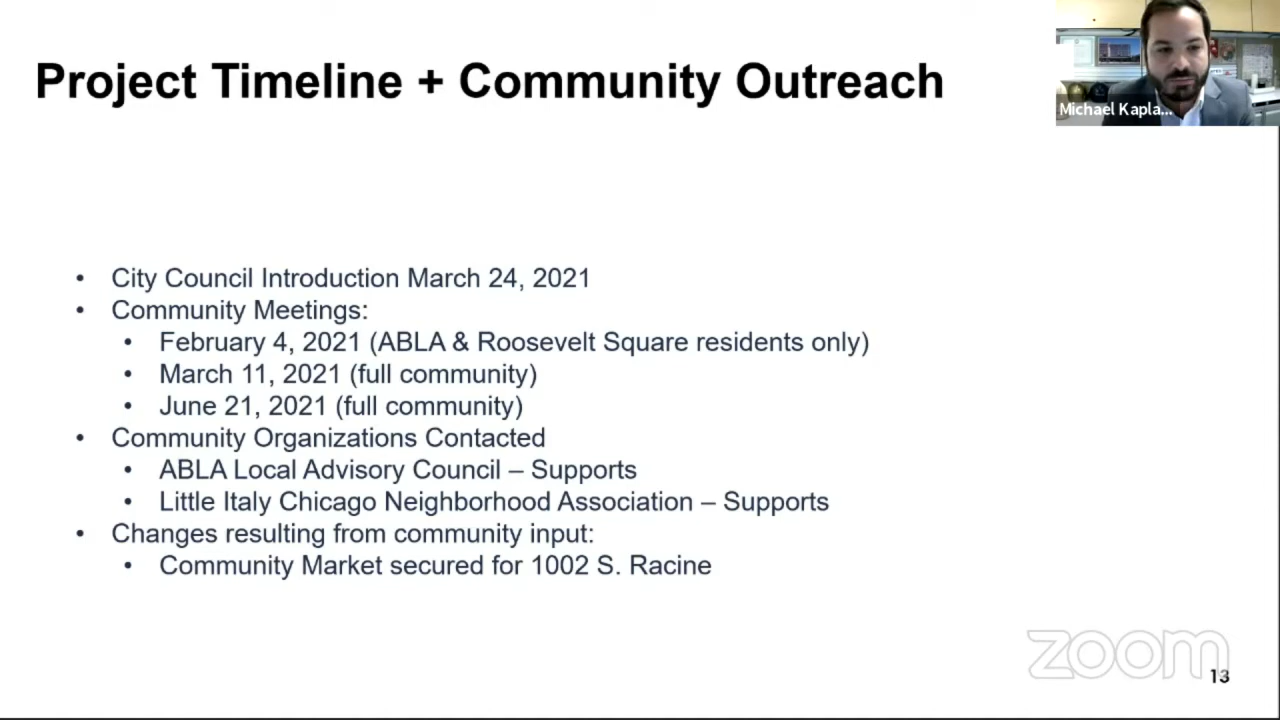 Project Timeline + Community Outreach
Michael Kapla...
• City Council Introduction March 24, 2021
• Community Meetings:
• February 4, 2021 (ABLA & Roosevelt Square residents only)
• March 11, 2021 (full community)
• June 21, 2021 (full community)
• Community Organizations Contacted
• ABLA Local Advisory Council – Supports
• Little Italy Chicago Neighborhood Association – Supports
• Changes resulting from community input:
• Community Market secured for 1002 S. Racine
zoom
13